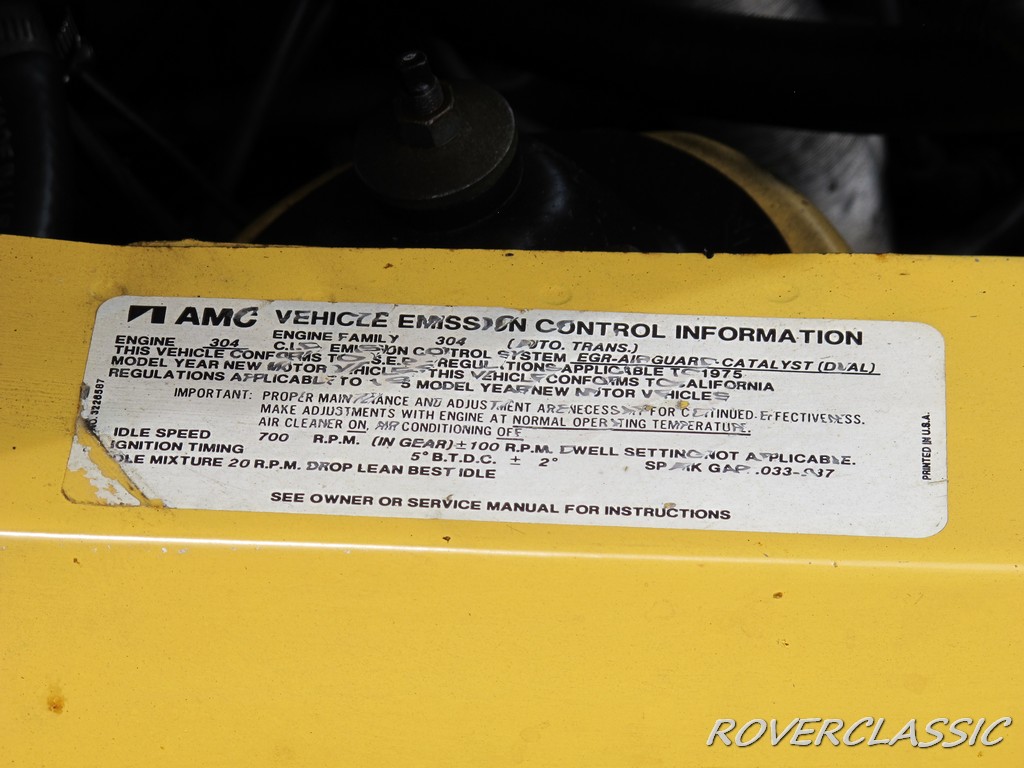 AMC VEHICLE EMISSION CONTROL INFORMATION
ENGINE 304 ENGINE FAMILY 304 (AUTO. TRANS.)
C.I.D. EMISSION CONTROL SYSTEM EGR-AIR GUARD-CATALYST (DUAL)
THIS VEHICLE CONFORMS TO U.S.E.P.A. REGULATIONS APPLICABLE TO 1975
MODEL YEAR NEW MOTOR VEHICLES. THIS VEHICLE CONFORMS TO CALIFORNIA
REGULATIONS APPLICABLE TO MODEL YEAR NEW MOTOR VEHICLES
IMPORTANT: PROPER MAINTENANCE AND ADJUSTMENT ARE NECESSARY FOR CONTINUED EFFECTIVENESS.
MAKE ADJUSTMENTS WITH ENGINE AT NORMAL OPERATING TEMPERATURE.
AIR CLEANER ON, AIR CONDITIONING OFF
IDLE SPEED 700 R.P.M. (IN GEAR) ±100 R.P.M. DWELL SETTING NOT APPLICABLE.
IGNITION TIMING 5° B.T.D.C. ± 2° SPARK GAP .033-.037
IDLE MIXTURE 20 R.P.M. DROP LEAN BEST IDLE
SEE OWNER OR SERVICE MANUAL FOR INSTRUCTIONS
3226587
PRINTED IN U.S.A.
ROVERCLASSIC